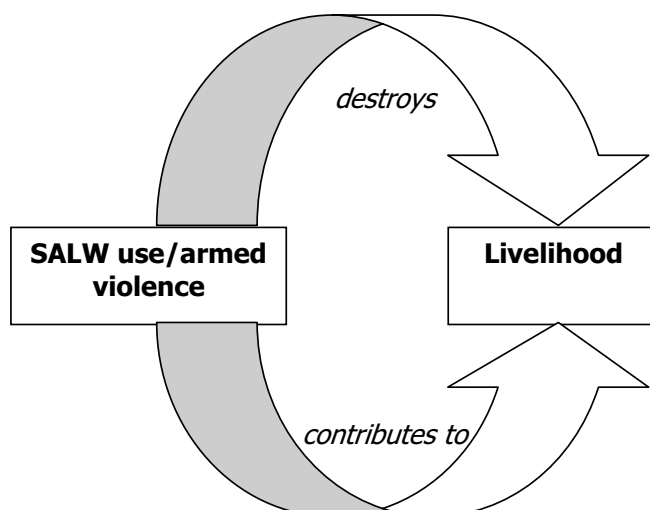 destroys
SALW use/armed
violence
Livelihood
contributes to